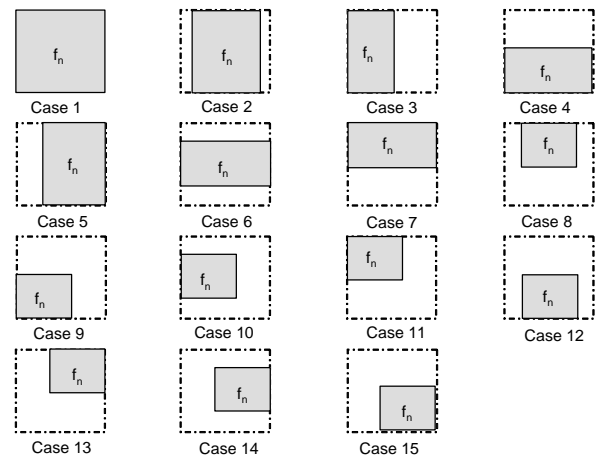 fn fn fn fn
Case 1 Case 2 Case 3 Case 4
fn fn fn fn
Case 5 Case 6 Case 7 Case 8
fn fn fn fn
Case 9 Case 10 Case 11 Case 12
fn fn fn
Case 13 Case 14 Case 15